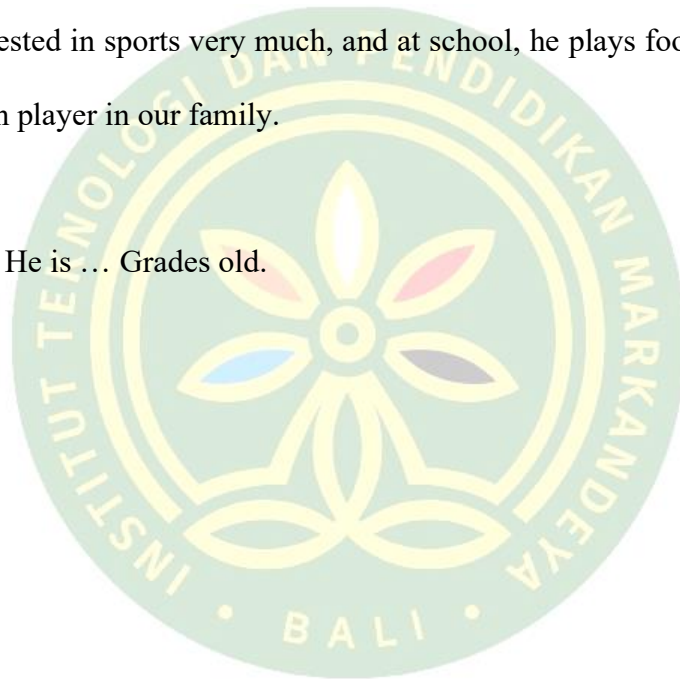 ested in sports very much, and at school, he plays foo
n player in our family.
He is … Grades old.
INSTITUT TEKNOLOGI DAN PENDIDIKAN MARKANDEYA
• BALI •